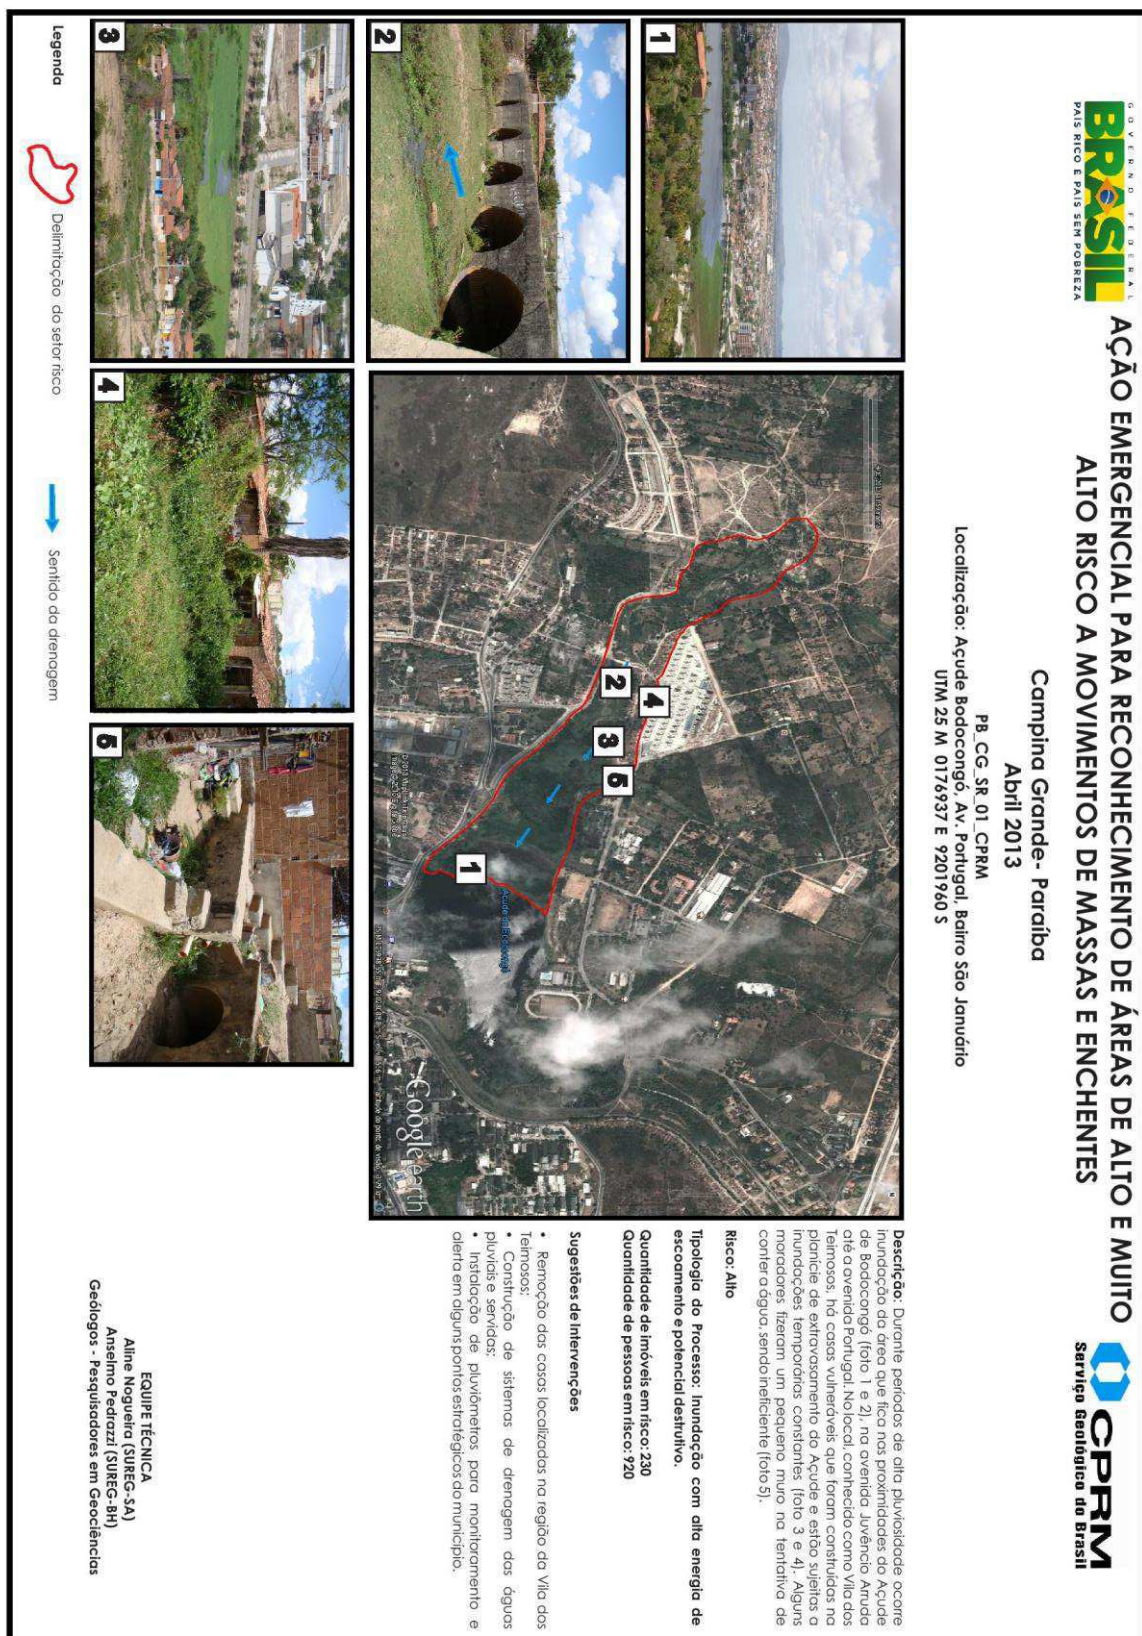 GOVERNO FEDERAL
BRASIL
PAÍS RICO É PAÍS SEM POBREZA
AÇÃO EMERGENCIAL PARA RECONHECIMENTO DE ÁREAS DE ALTO E MUITO
ALTO RISCO A MOVIMENTOS DE MASSAS E ENCHENTES
CPRM
Serviço Geológico do Brasil
Campina Grande- Paraíba
Abril 2013
PB_CG_SR_01_CPRM
Localização: Açude Bodocongó, Av. Portugal, Bairro São Januário
UTM 25 M 0176937 E 9201960 S
1
2
3
4
5
1
2
3
4
5
Google earth
Descrição: Durante períodos de alta pluviosidade ocorre
inundação da área que fica nas proximidades do Açude
de Bodocongó (foto 1 e 2), na avenida Juvêncio Arruda
até a avenida Portugal. No local, conhecido como Vila dos
Teimosos, há casas vulneráveis que foram construídas na
planície de extravasamento do Açude e estão sujeitas a
inundações temporárias constantes (foto 3 e 4). Alguns
moradores fizeram um pequeno muro na tentativa de
conter a água, sendo ineficiente (foto 5).
Risco: Alto
Tipologia do Processo: Inundação com alta energia de
escoamento e potencial destrutivo.
Quantidade de imóveis em risco: 230
Quantidade de pessoas em risco: 920
Sugestões de Intervenções
• Remoção das casas localizadas na região da Vila dos
Teimosos;
• Construção de sistemas de drenagem das águas
pluviais e servidas;
• Instalação de pluviômetros para monitoramento e
alerta em alguns pontos estratégicos do município.
Legenda
Delimitação do setor risco
Sentido da drenagem
EQUIPE TÉCNICA
Aline Nogueira (SUREG-SA)
Anselmo Pedrazzi (SUREG-BH)
Geólogos - Pesquisadores em Geociências